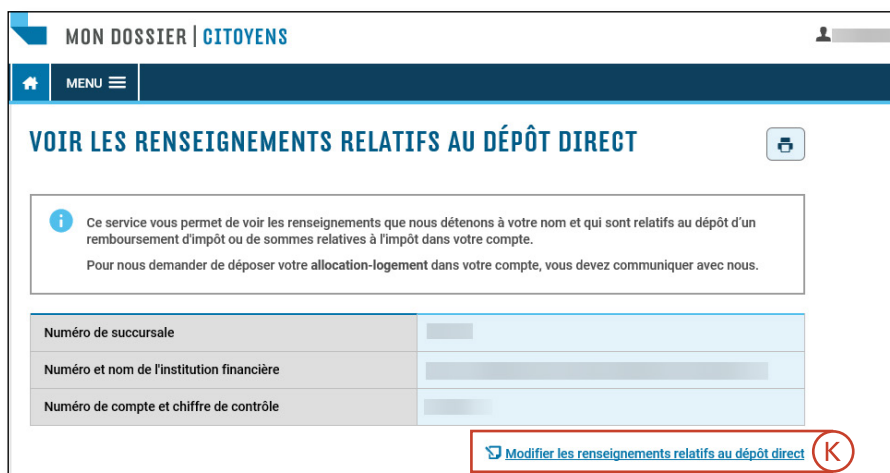 MON DOSSIER | CITOYENS
MENU
VOIR LES RENSEIGNEMENTS RELATIFS AU DÉPÔT DIRECT
Ce service vous permet de voir les renseignements que nous détenons à votre nom et qui sont relatifs au dépôt d'un
remboursement d'impôt ou de sommes relatives à l'impôt dans votre compte.
Pour nous demander de déposer votre allocation-logement dans votre compte, vous devez communiquer avec nous.
Numéro de succursale
Numéro et nom de l'institution financière
Numéro de compte et chiffre de contrôle
Modifier les renseignements relatifs au dépôt direct K